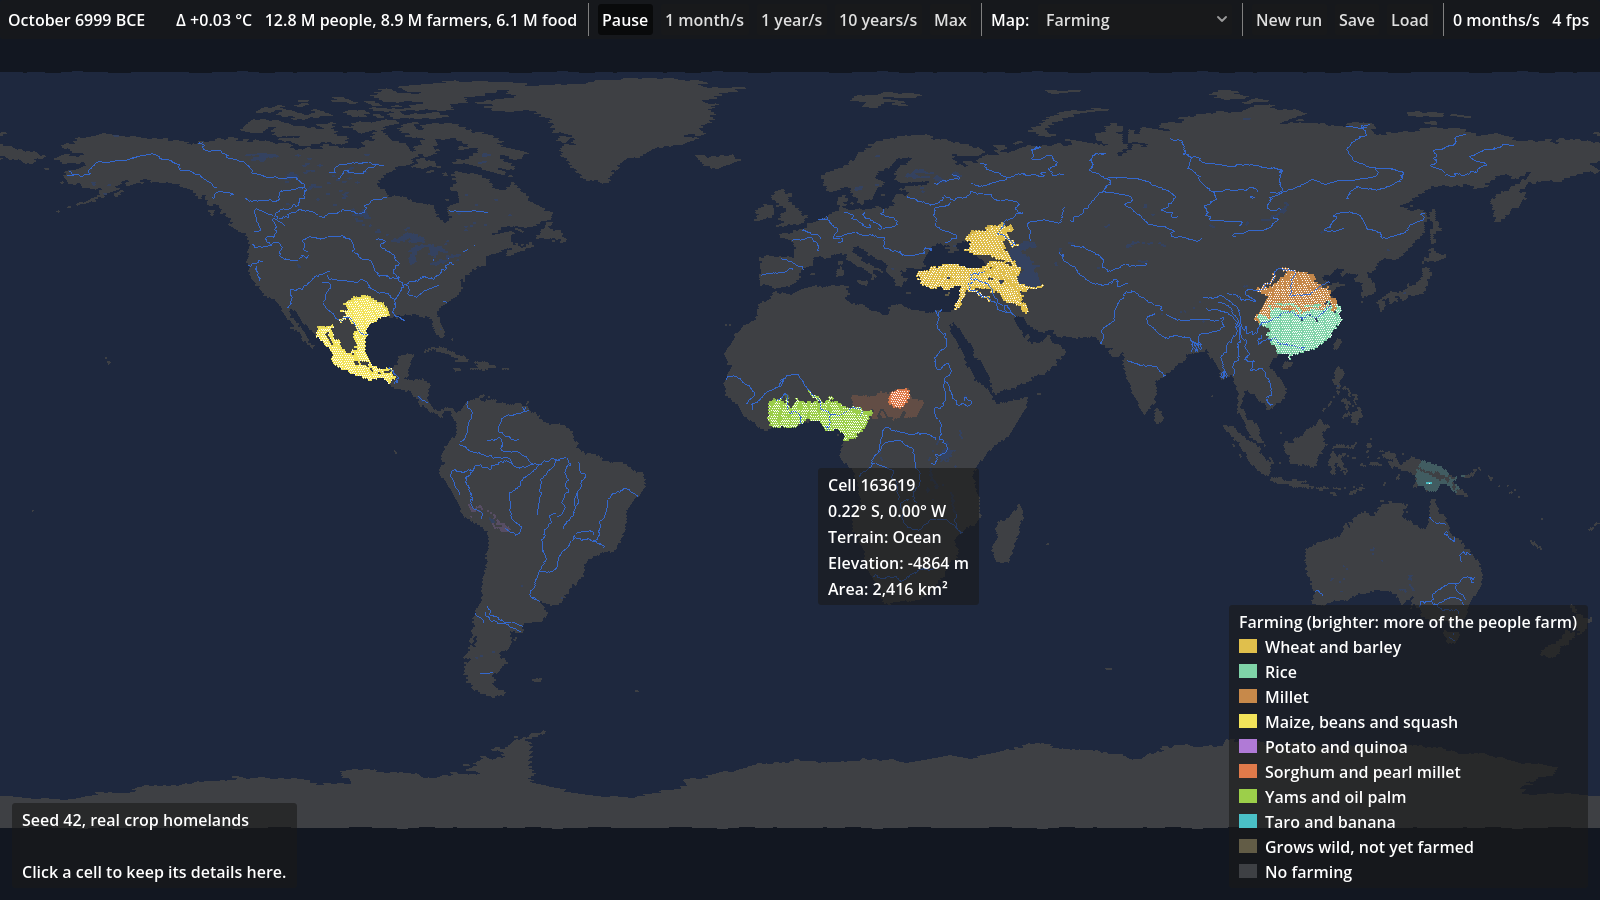 October 6999 BCE Δ +0.03 °C 12.8 M people, 8.9 M farmers, 6.1 M food Pause 1 month/s 1 year/s 10 years/s Max Map: Farming New run Save Load 0 months/s 4 fps
Cell 163619
0.22° S, 0.00° W
Terrain: Ocean
Elevation: -4864 m
Area: 2,416 km²
Farming (brighter: more of the people farm)
Wheat and barley
Rice
Millet
Maize, beans and squash
Potato and quinoa
Sorghum and pearl millet
Yams and oil palm
Taro and banana
Grows wild, not yet farmed
No farming
Seed 42, real crop homelands
Click a cell to keep its details here.